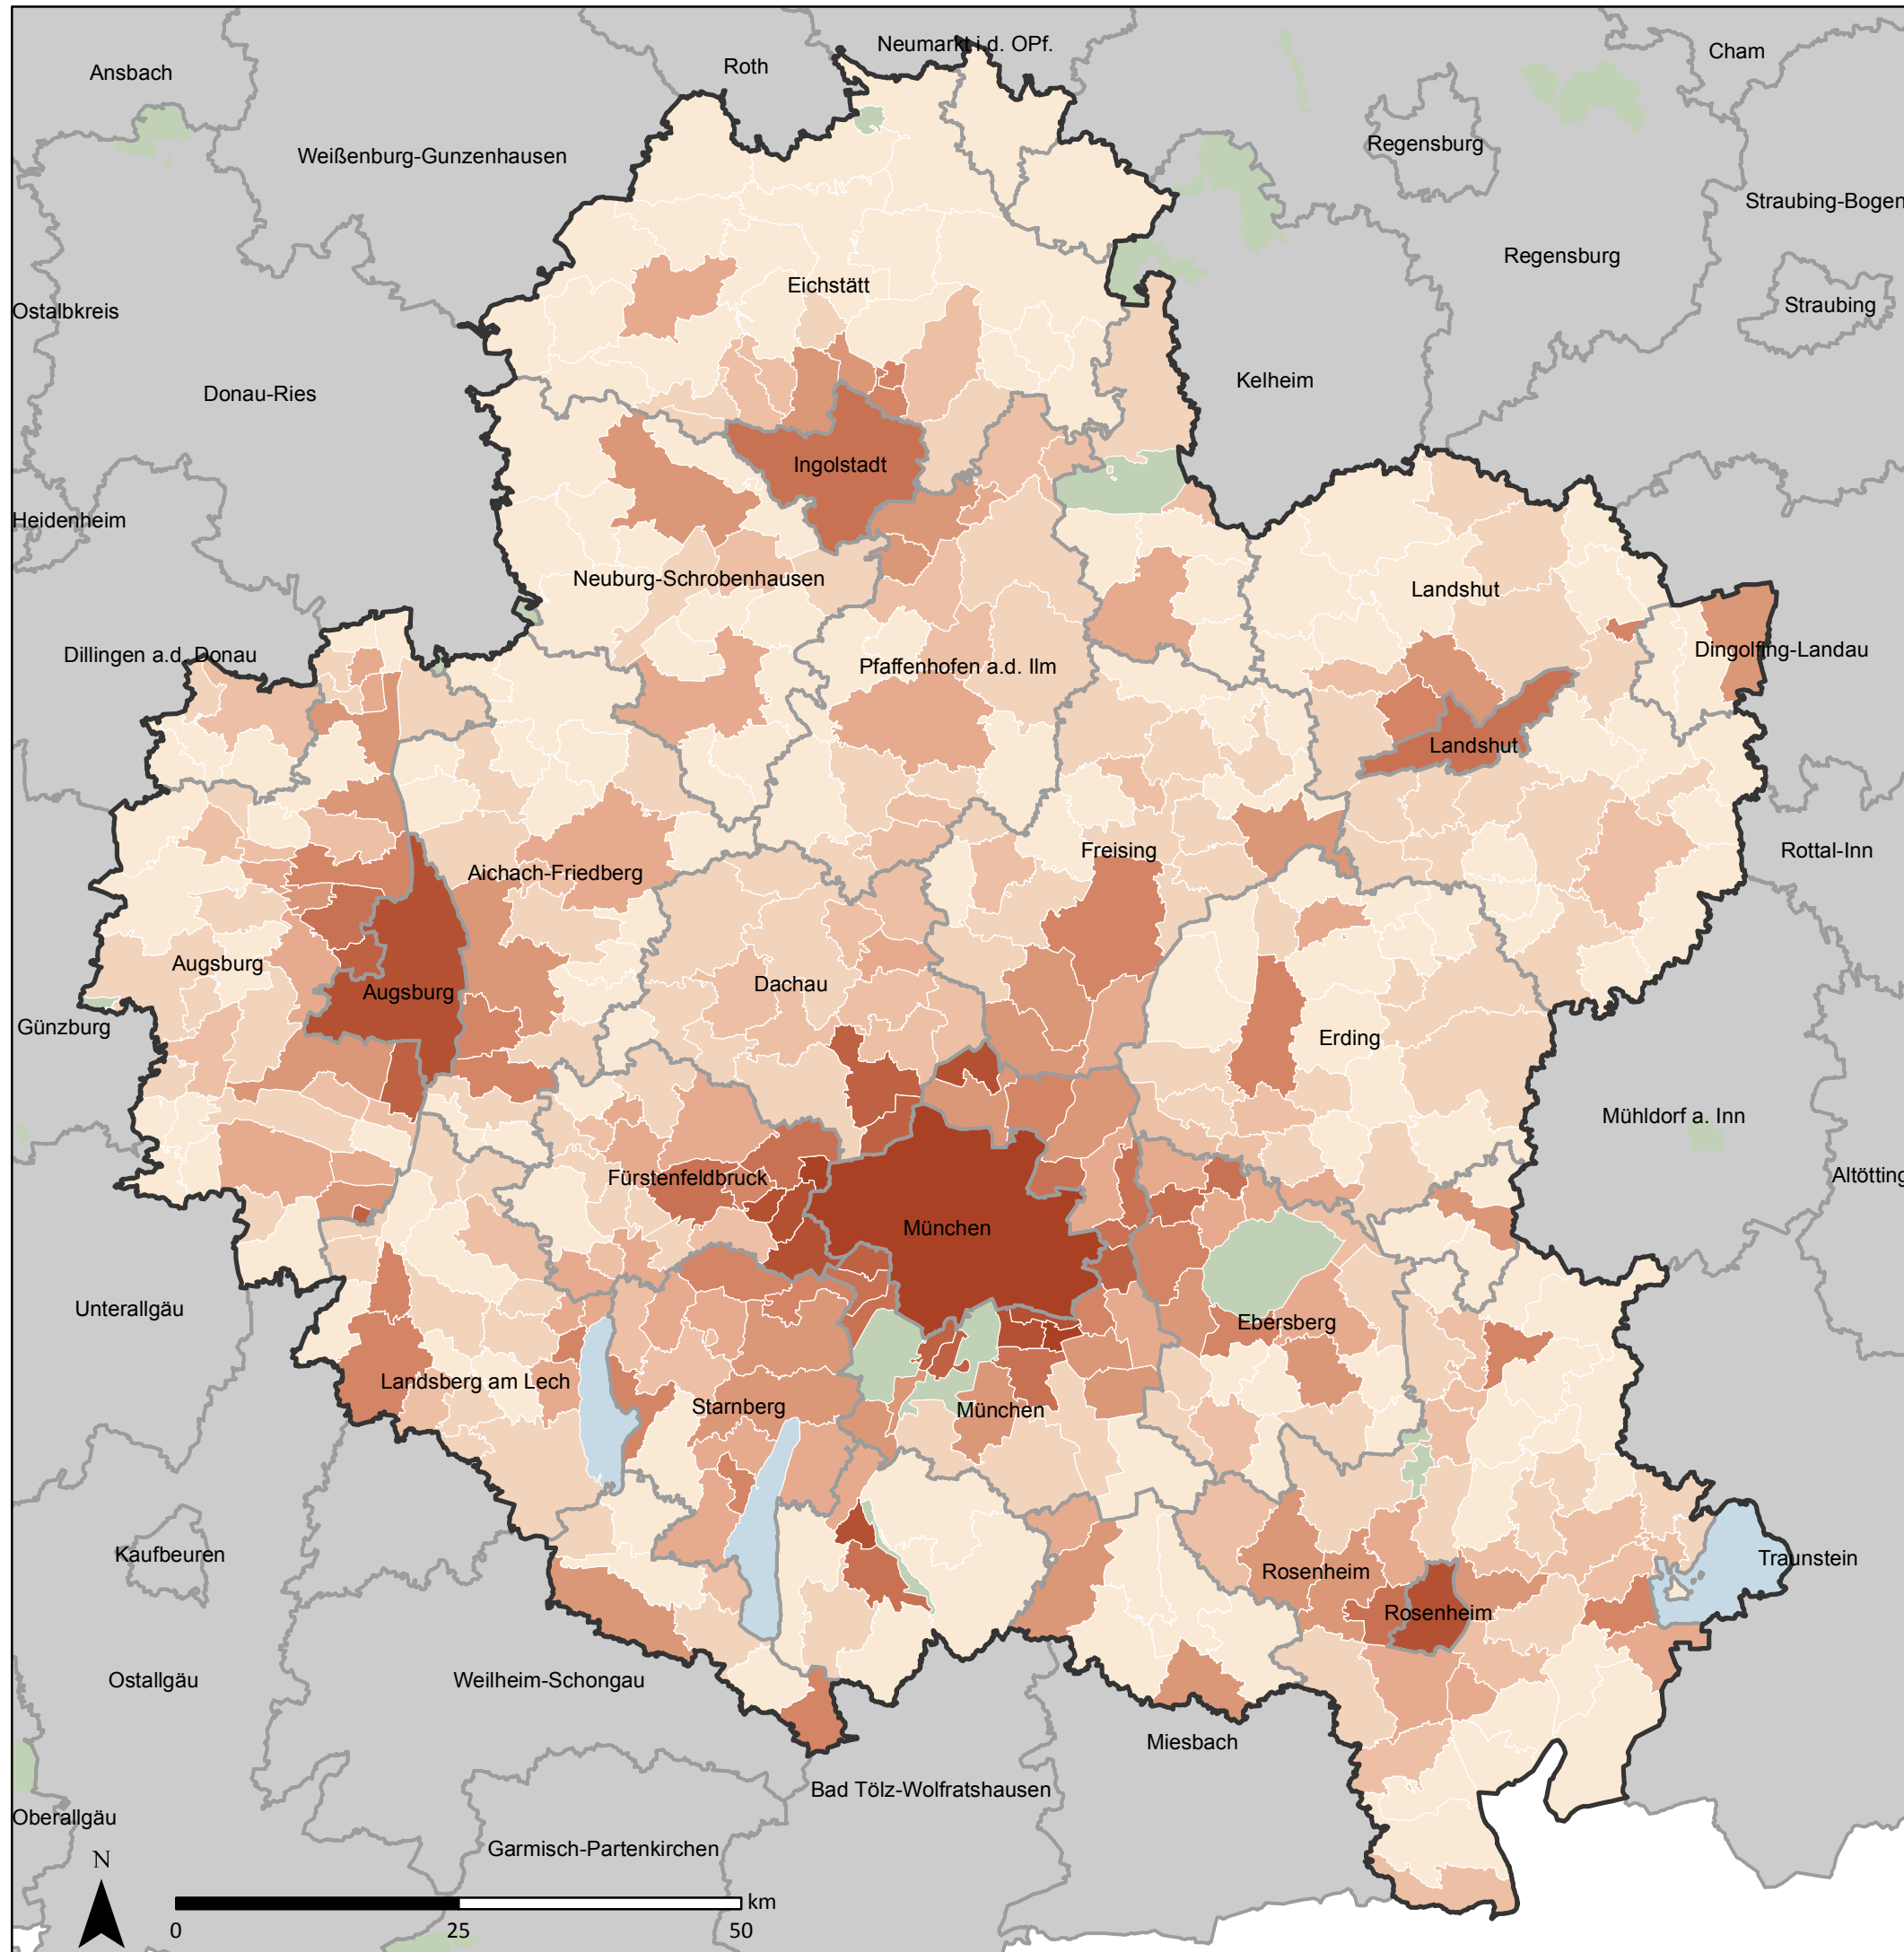 Neumarkt i.d. OPf.
Cham
Roth
Ansbach
Regensburg
Weißenburg-Gunzenhausen
Straubing-Bogen
Regensburg
Eichstätt
Straubing
Ostalbkreis
Kelheim
Donau-Ries
Ingolstadt
Heidenheim
Neuburg-Schrobenhausen
Landshut
Dingolfing-Landau
Dillingen a.d. Donau
Pfaffenhofen a.d. Ilm
Landshut
Freising
Rottal-Inn
Aichach-Friedberg
Augsburg
Dachau
Augsburg
Günzburg
Erding
Mühldorf a. Inn
Altötting
Fürstenfeldbruck
München
Unterallgäu
Ebersberg
Landsberg am Lech
Starnberg
München
Kaufbeuren
Traunstein
Rosenheim
Rosenheim
Ostallgäu
Weilheim-Schongau
Miesbach
Bad Tölz-Wolfratshausen
Oberallgäu
Garmisch-Partenkirchen
N
km
0
25
50